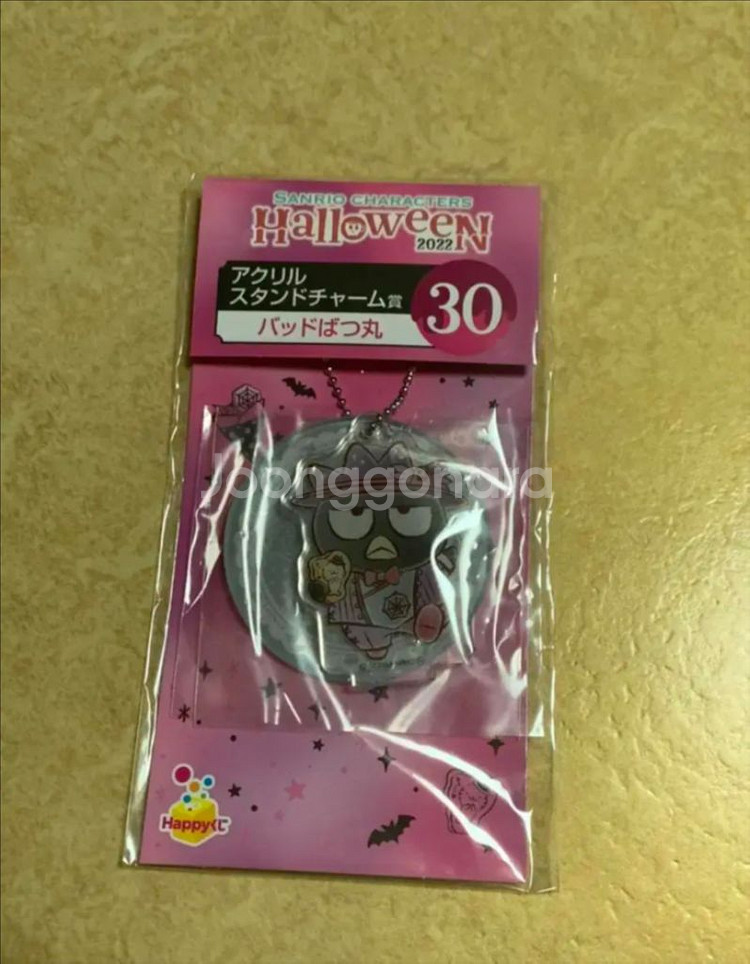 SANRIO CHARACTERS
HalloweeN
2022
アクリル
スタンドチャーム賞
バッドばつ丸
30
Joonggonara
Happyくじ